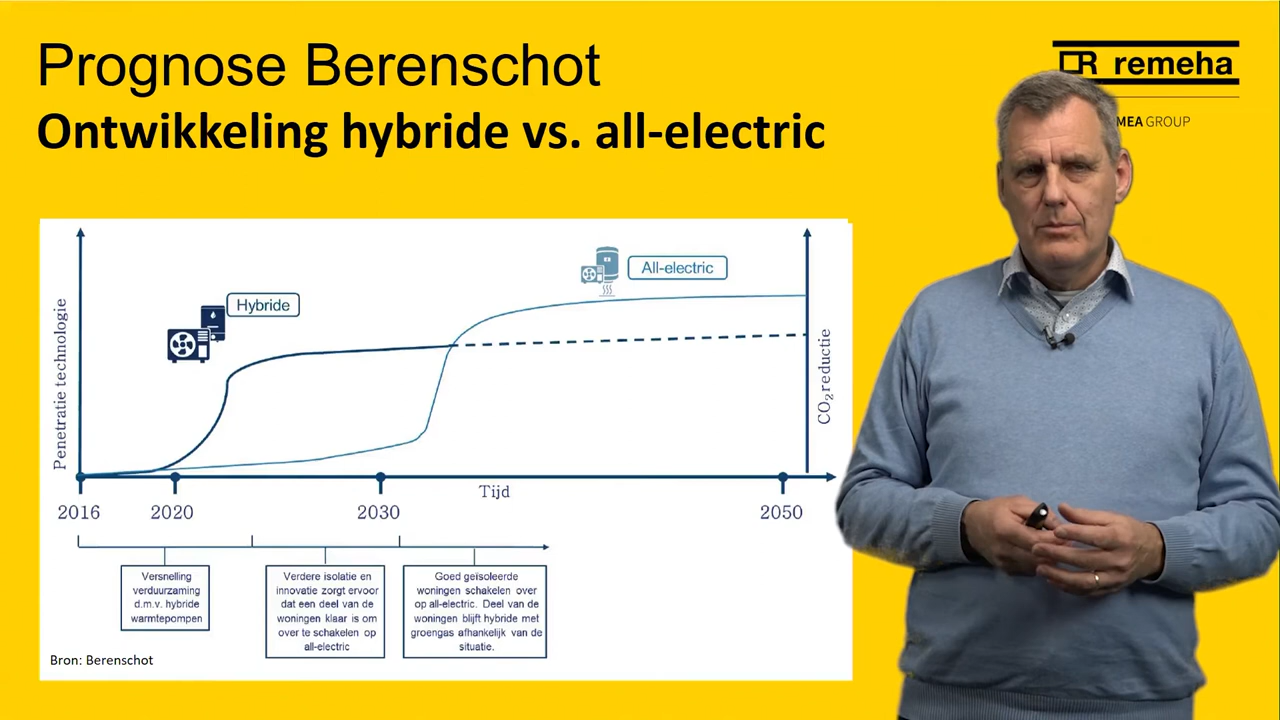 Prognose Berenschot
Ontwikkeling hybride vs. all-electric
remeha
MEA GROUP
Penetratie technologie
Hybride
All-electric
CO₂ reductie
Tijd
2016
2020
2030
2050
Versnelling
verduurzaming
d.m.v. hybride
warmtepompen
Verdere isolatie en
innovatie zorgt ervoor
dat een deel van de
woningen klaar is om
over te schakelen op
all-electric
Goed geïsoleerde
woningen schakelen over
op all-electric. Deel van de
woningen blijft hybride met
groengas afhankelijk van de
situatie.
Bron: Berenschot